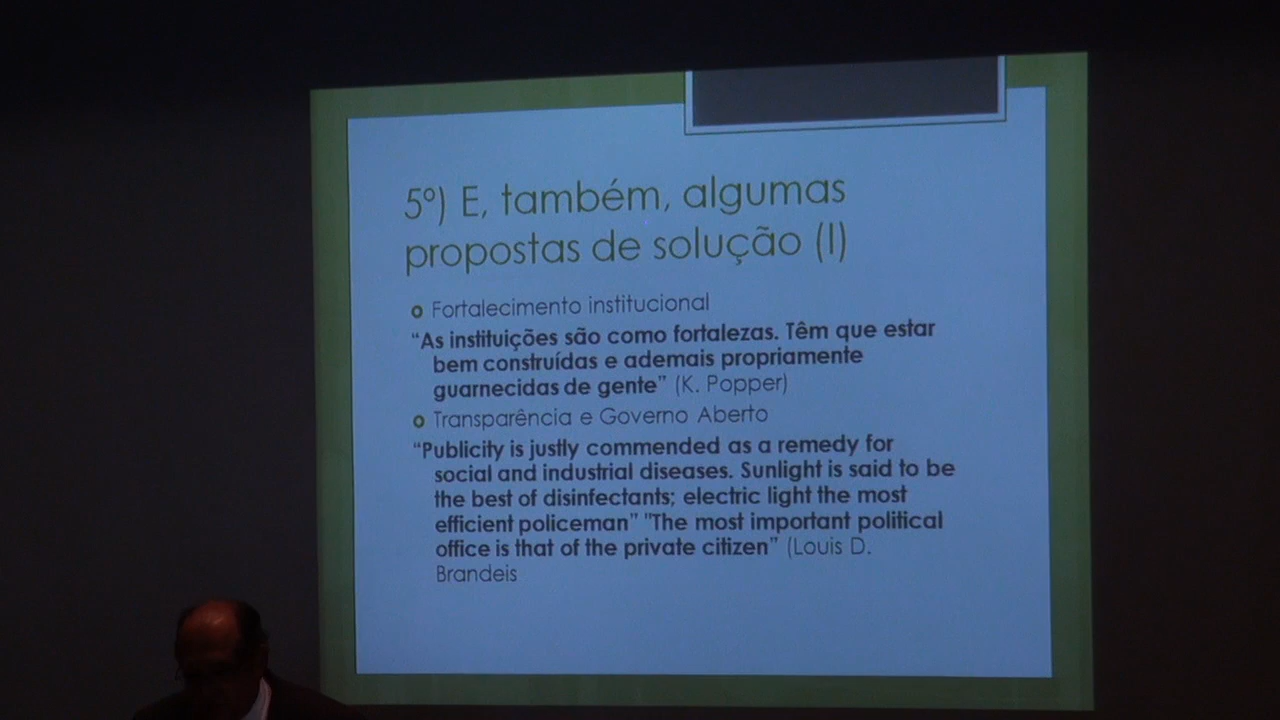 5º) E, também, algumas
propostas de solução (I)
Fortalecimento institucional
“As instituições são como fortalezas. Têm que estar
bem construídas e ademais propriamente
guarnecidas de gente” (K. Popper)
Transparência e Governo Aberto
“Publicity is justly commended as a remedy for
social and industrial diseases. Sunlight is said to be
the best of disinfectants; electric light the most
efficient policeman” "The most important political
office is that of the private citizen” (Louis D.
Brandeis